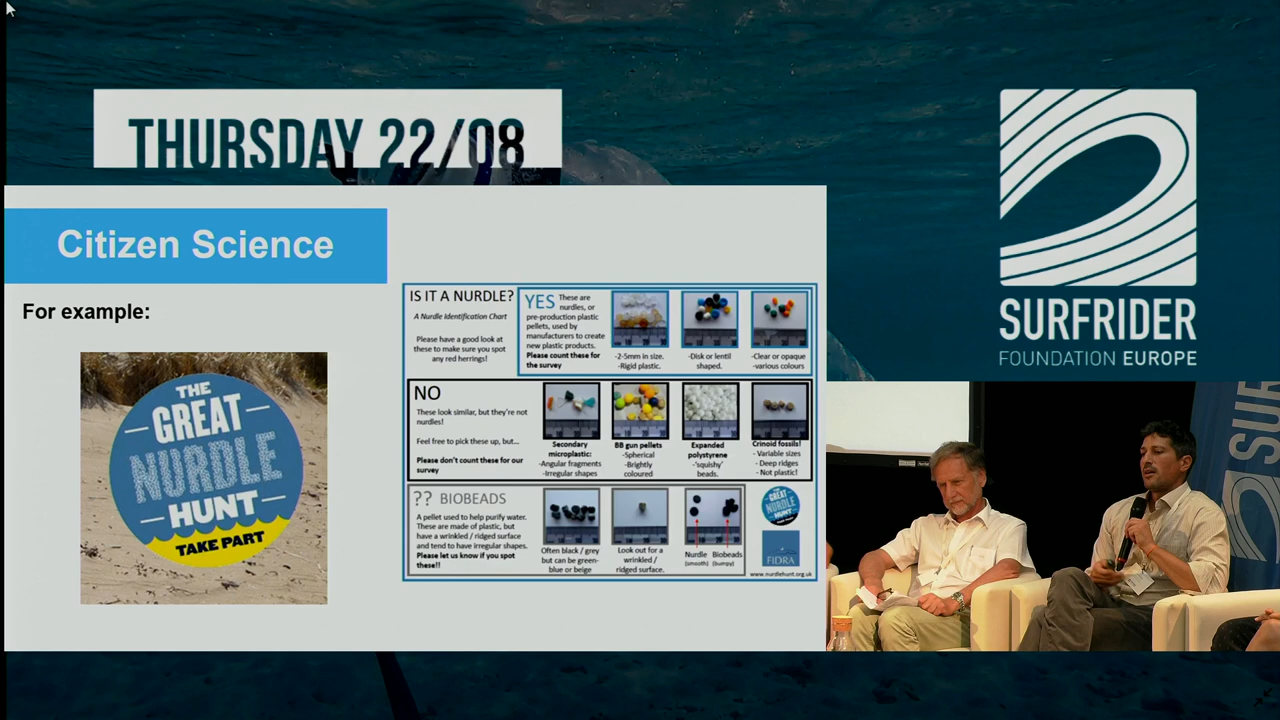 THURSDAY 22/08
SURFRIDER
FOUNDATION EUROPE
Citizen Science
For example:
THE
GREAT
NURDLE
HUNT
TAKE PART
IS IT A NURDLE?
A Nurdle Identification Chart
Please have a good look at
these to make sure you spot
any red herrings!
YES These are
nurdles, or
pre-production plastic
pellets, used by
manufacturers to create
new plastic products.
Please count these for
the survey
-2-5mm in size.
-Rigid plastic.
-Disk or lentil
shaped.
-Clear or opaque
-various colours
NO
These look similar, but they're not
nurdles!
Feel free to pick these up, but...
Please don't count these for our
survey
Secondary
microplastic:
-Angular fragments
-Irregular shapes
BB gun pellets
-Spherical
-Brightly
coloured
Expanded
polystyrene
-'squishy'
beads.
Crinoid fossils!
- Variable sizes
- Deep ridges
- Not plastic!
?? BIOBEADS
A pellet used to help purify water.
These are made of plastic, but
have a wrinkled / ridged surface
and tend to have irregular shapes.
Please let us know if you spot
these!!
Often black / grey
but can be green-
blue or beige
Look out for a
wrinkled /
ridged surface.
Nurdle
(smooth)
Biobeads
(bumpy)
THE
GREAT
NURDLE
HUNT
FIDRA
www.nurdlehunt.org.uk
SUR